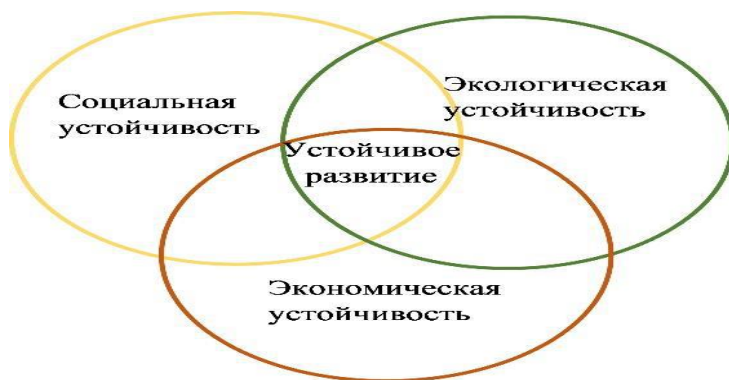 Социальная
устойчивость
Экологическая
устойчивость
Устойчивое
развитие
Экономическая
устойчивость